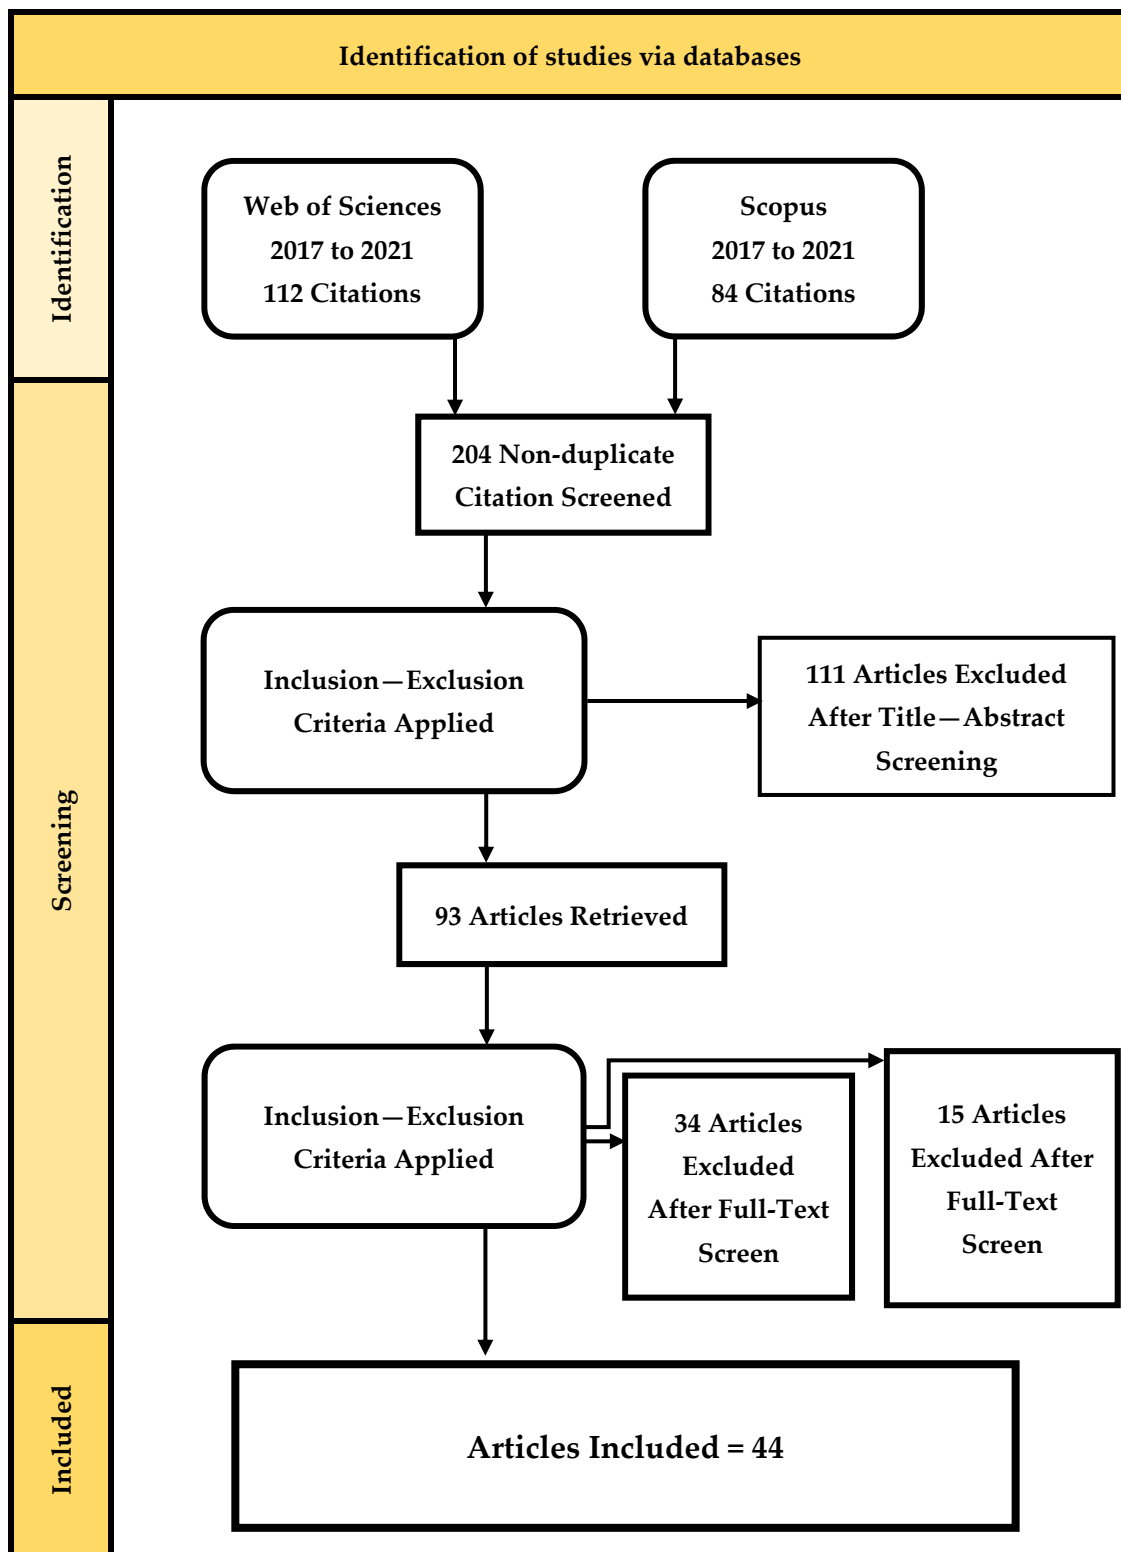 Identification of studies via databases
Identification
Web of Sciences
2017 to 2021
112 Citations
Scopus
2017 to 2021
84 Citations
Screening
204 Non-duplicate
Citation Screened
Inclusion—Exclusion
Criteria Applied
111 Articles Excluded
After Title—Abstract
Screening
93 Articles Retrieved
Inclusion—Exclusion
Criteria Applied
34 Articles
Excluded
After Full-Text
Screen
15 Articles
Excluded After
Full-Text
Screen
Included
Articles Included = 44